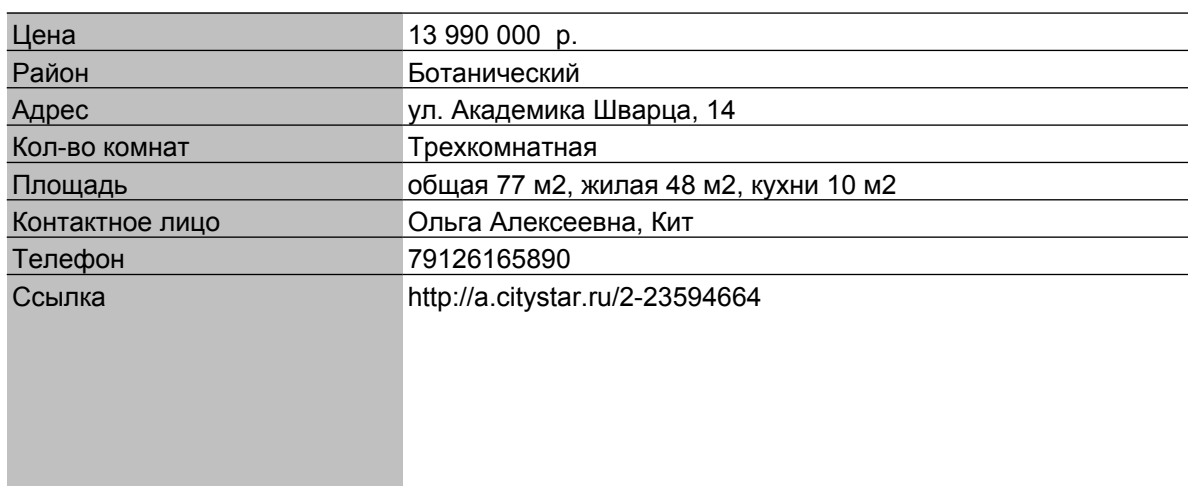 Цена 13 990 000  р.
Район Ботанический
Адрес ул. Академика Шварца, 14
Кол-во комнат Трехкомнатная
Площадь общая 77 м2, жилая 48 м2, кухни 10 м2
Контактное лицо Ольга Алексеевна, Кит
Телефон 79126165890
Ссылка http://a.citystar.ru/2-23594664